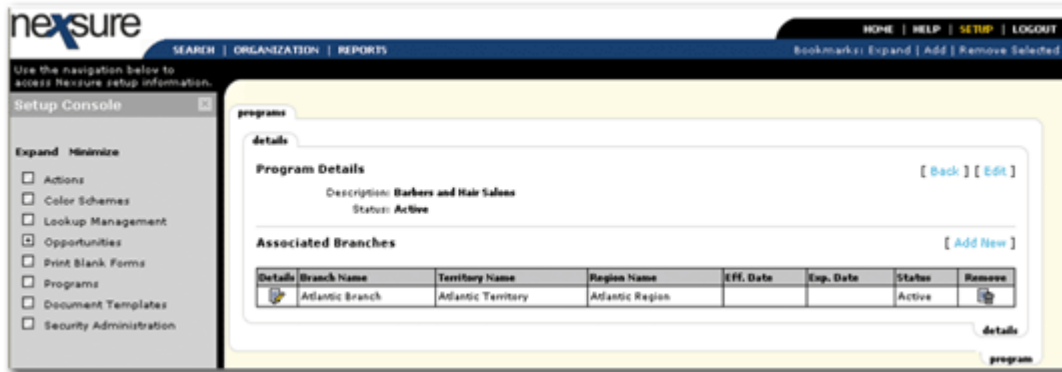 nexsure
HOME | HELP | SETUP | LOGOUT
SEARCH | ORGANIZATION | REPORTS
Bookmarks: Expand | Add | Remove Selected
Use the navigation below to
access Nexsure setup information.
Setup Console
Expand Minimize
Actions
Color Schemes
Lookup Management
Opportunities
Print Blank Forms
Programs
Document Templates
Security Administration
programs
details
Program Details
[ Back ] [ Edit ]
Description: Barbers and Hair Salons
Status: Active
Associated Branches
[ Add New ]
Details Branch Name Territory Name Region Name Eff. Date Exp. Date Status Remove
Atlantic Branch Atlantic Territory Atlantic Region Active
details
program